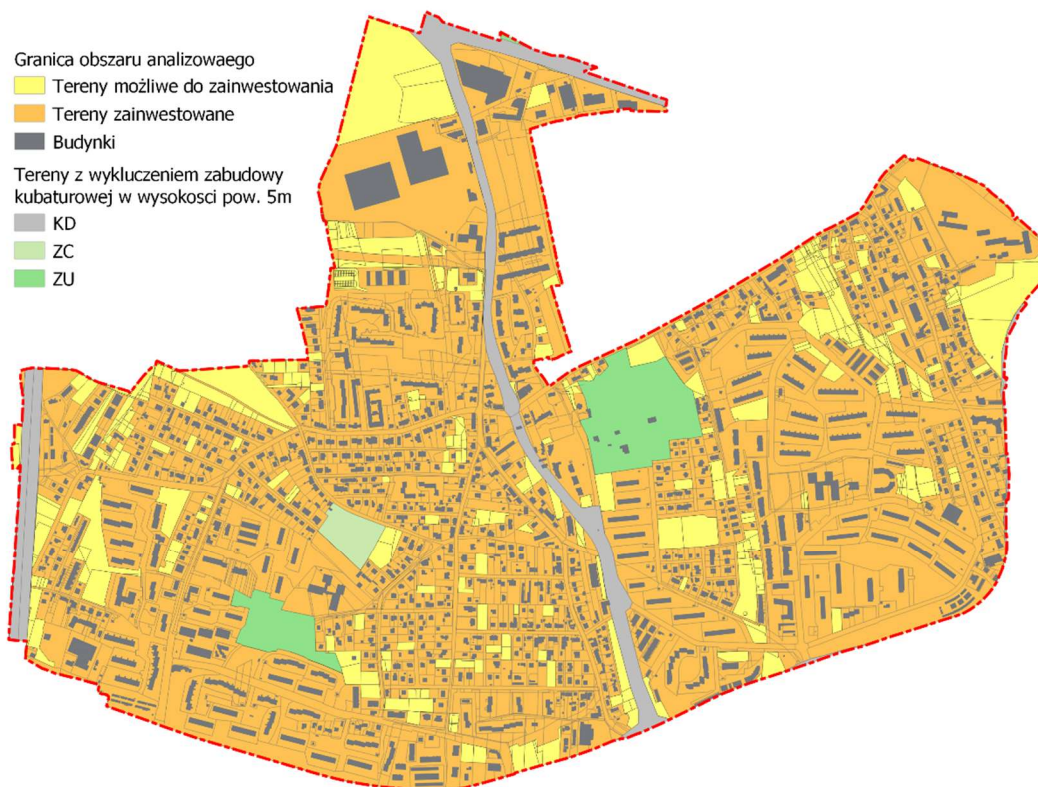 Granica obszaru analizowaego
Tereny możliwe do zainwestowania
Tereny zainwestowane
Budynki
Tereny z wykluczeniem zabudowy
kubaturowej w wysokosci pow. 5m
KD
ZC
ZU